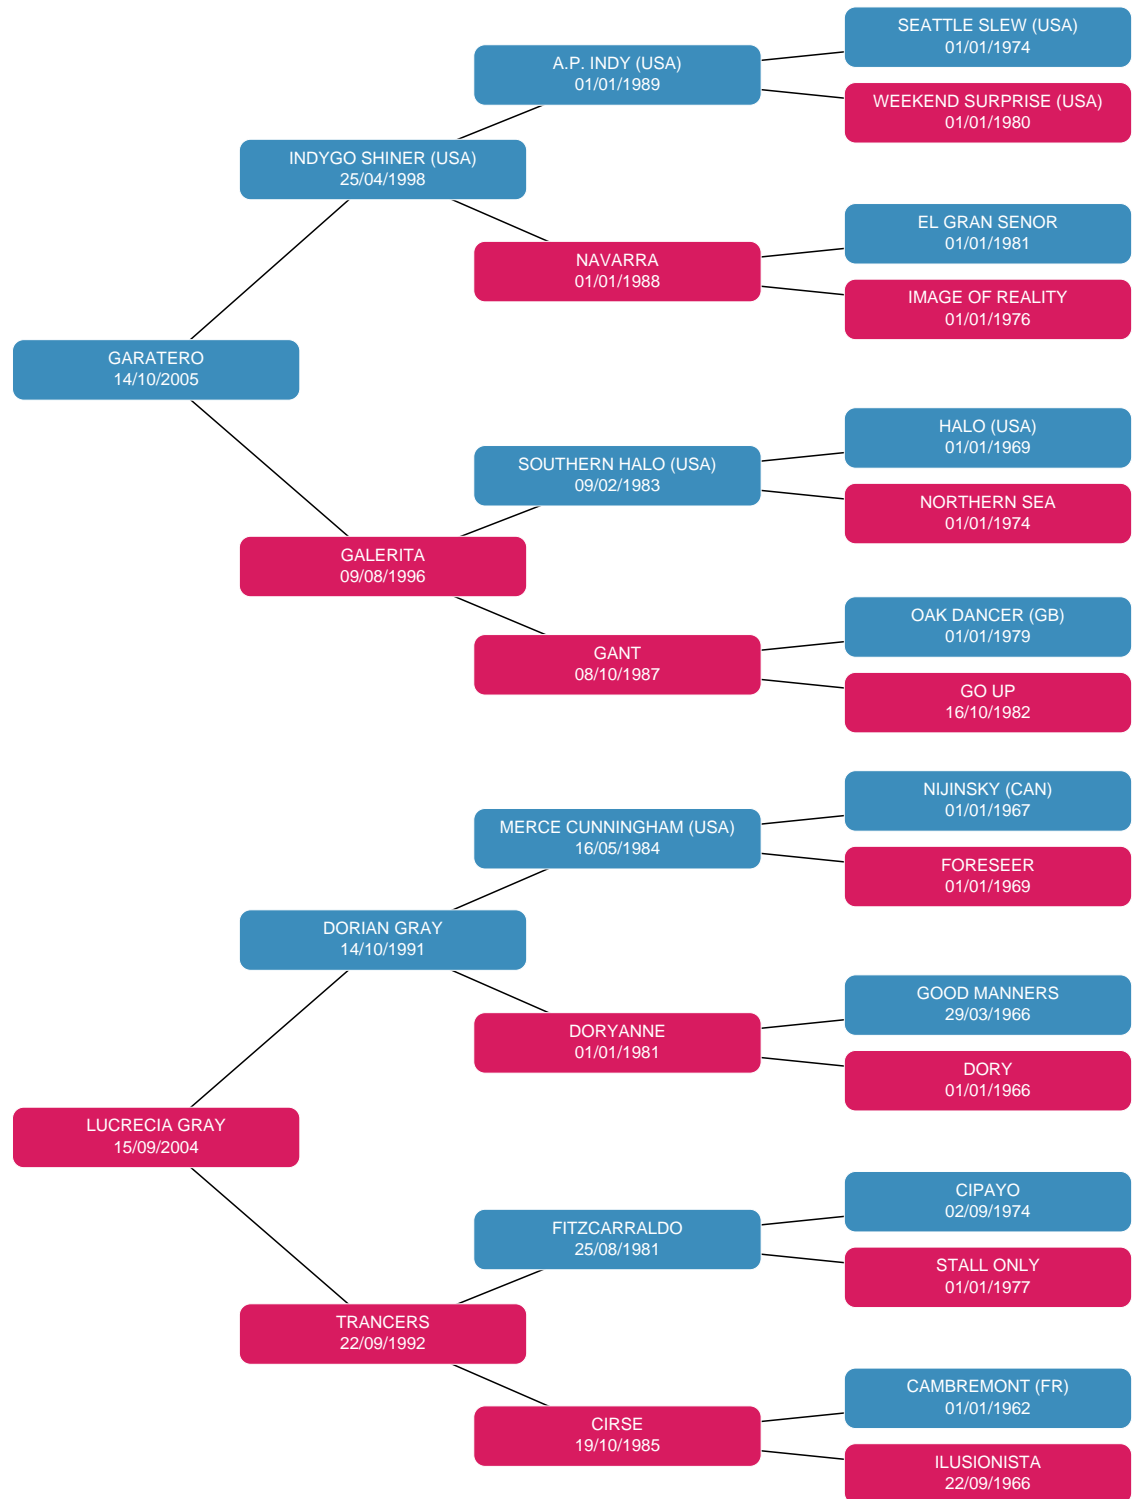 SEATTLE SLEW (USA)
01/01/1974
A.P. INDY (USA)
01/01/1989
WEEKEND SURPRISE (USA)
01/01/1980
INDYGO SHINER (USA)
25/04/1998
EL GRAN SENOR
01/01/1981
NAVARRA
01/01/1988
IMAGE OF REALITY
01/01/1976
GARATERO
14/10/2005
HALO (USA)
01/01/1969
SOUTHERN HALO (USA)
09/02/1983
NORTHERN SEA
01/01/1974
GALERITA
09/08/1996
OAK DANCER (GB)
01/01/1979
GANT
08/10/1987
GO UP
16/10/1982
NIJINSKY (CAN)
01/01/1967
MERCE CUNNINGHAM (USA)
16/05/1984
FORESEER
01/01/1969
DORIAN GRAY
14/10/1991
GOOD MANNERS
29/03/1966
DORYANNE
01/01/1981
DORY
01/01/1966
LUCRECIA GRAY
15/09/2004
CIPAYO
02/09/1974
FITZCARRALDO
25/08/1981
STALL ONLY
01/01/1977
TRANCERS
22/09/1992
CAMBREMONT (FR)
01/01/1962
CIRSE
19/10/1985
ILUSIONISTA
22/09/1966